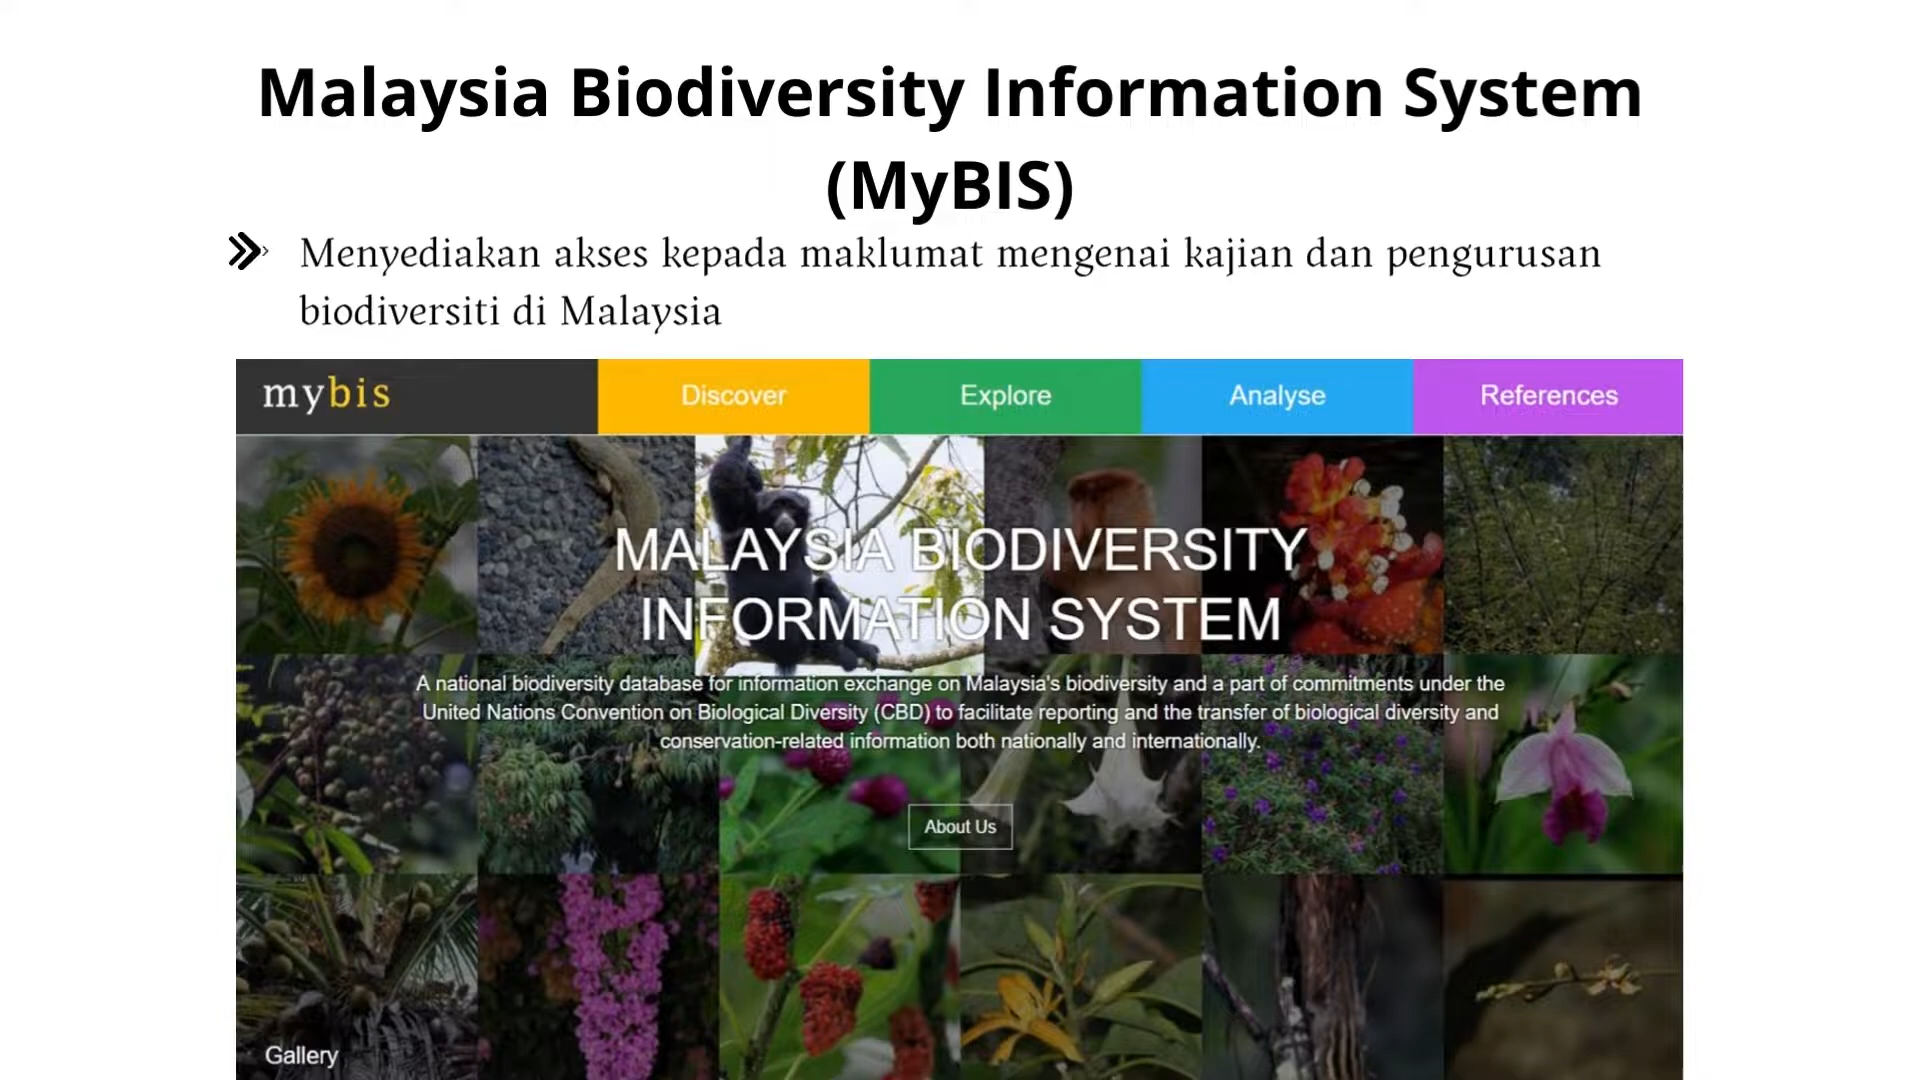 Malaysia Biodiversity Information System
(MyBIS)
Menyediakan akses kepada maklumat mengenai kajian dan pengurusan
biodiversiti di Malaysia
mybis
Discover
Explore
Analyse
References
MALAYSIA BIODIVERSITY
INFORMATION SYSTEM
A national biodiversity database for information exchange on Malaysia's biodiversity and a part of commitments under the
United Nations Convention on Biological Diversity (CBD) to facilitate reporting and the transfer of biological diversity and
conservation-related information both nationally and internationally.
About Us
Gallery